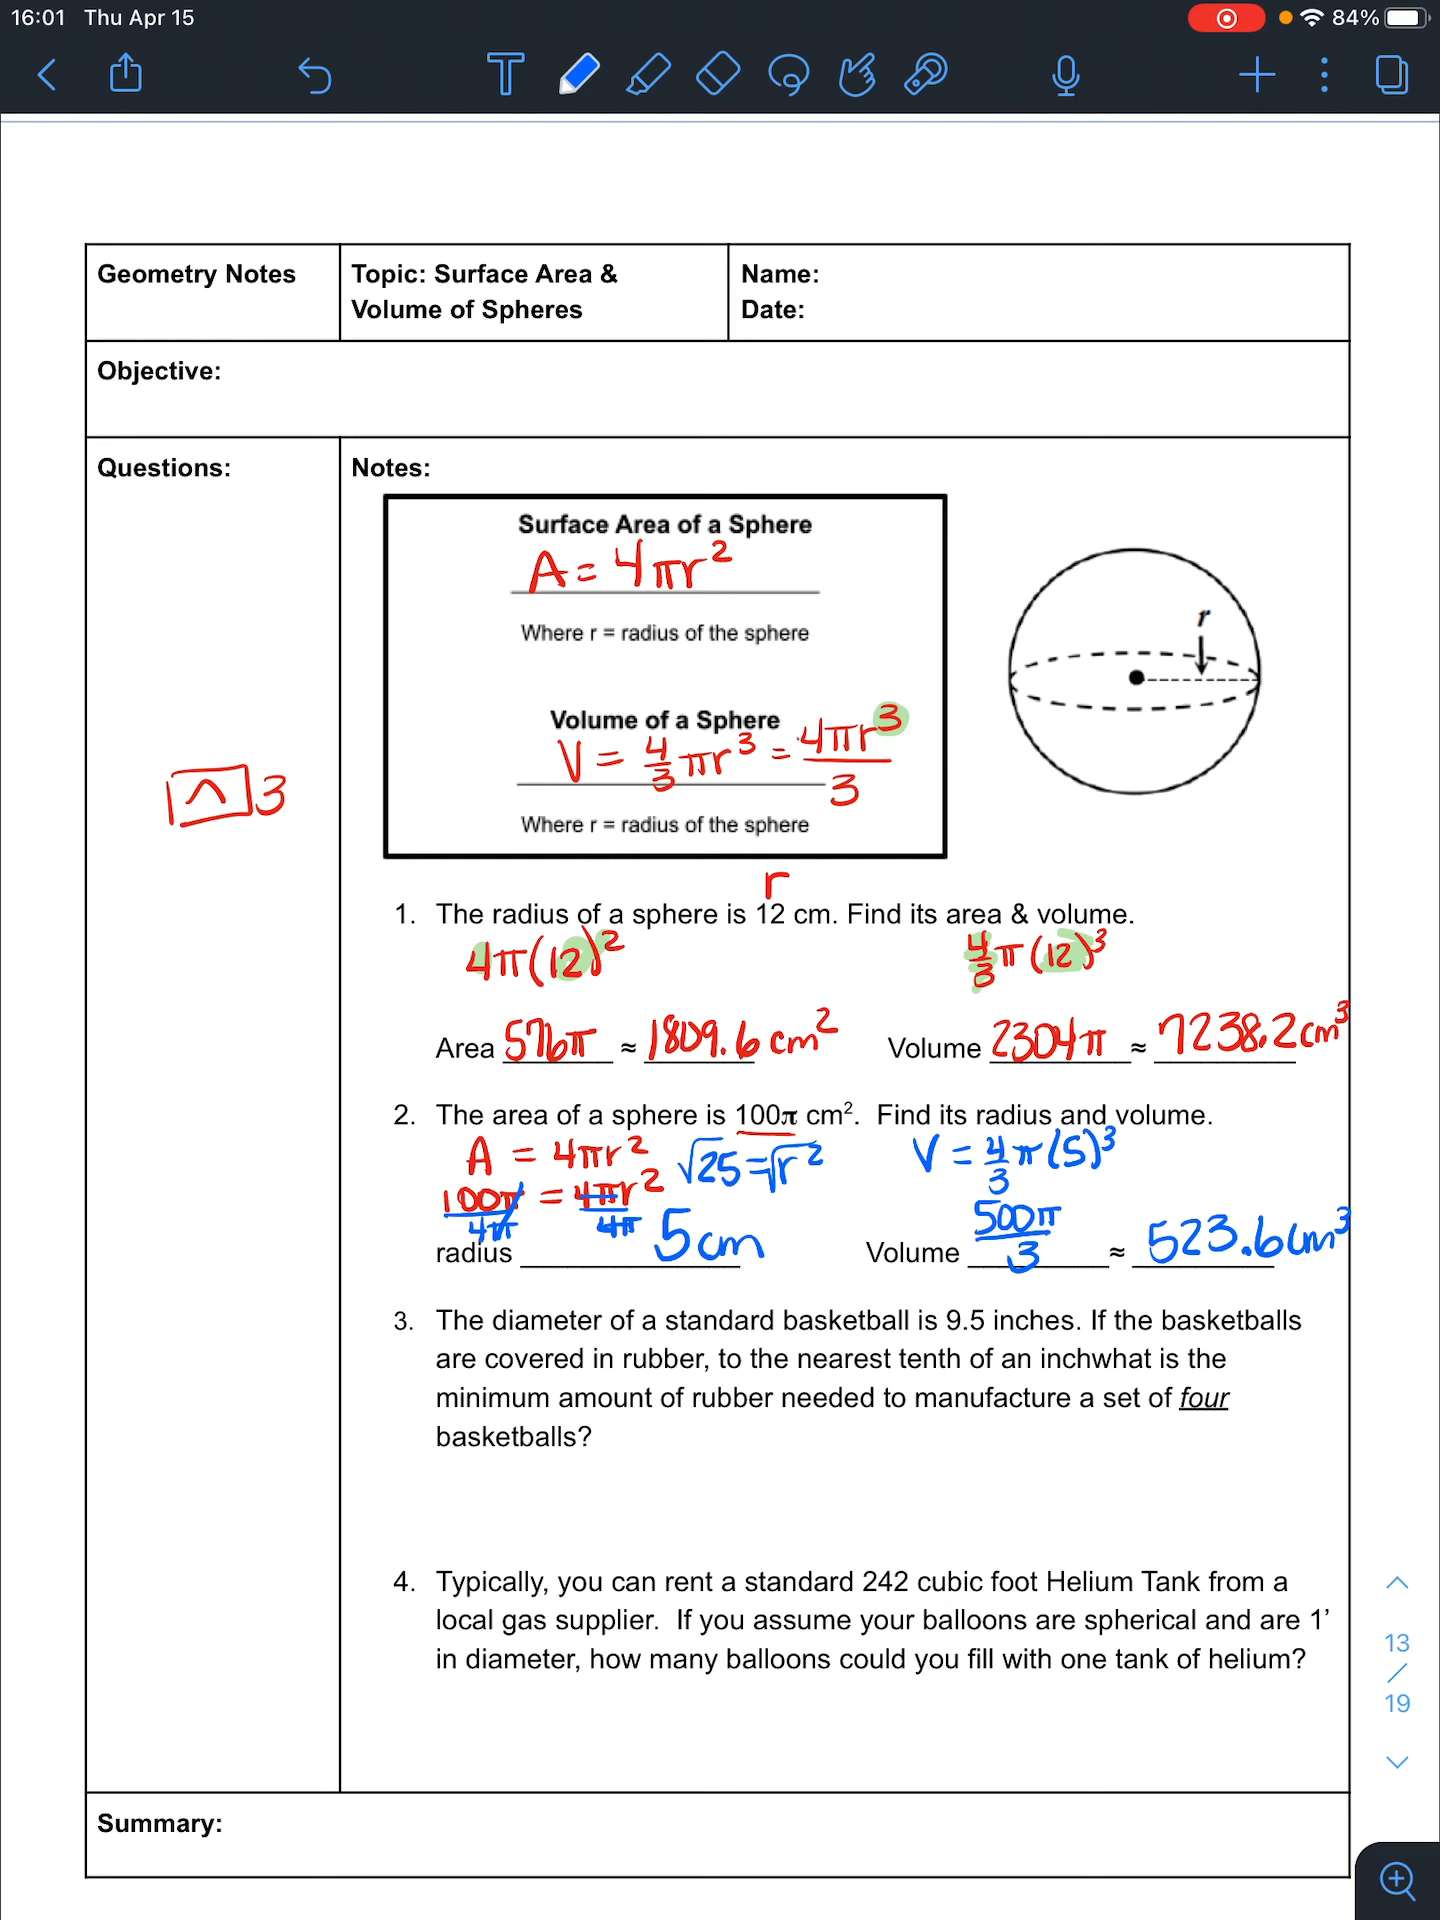 16:01 Thu Apr 15
84%
T
Geometry Notes
Topic: Surface Area &
Volume of Spheres
Name:
Date:
Objective:
Questions:
Notes:
Surface Area of a Sphere
A = 4πr²
Where r = radius of the sphere
r
Volume of a Sphere
V = 4/3 πr³ = 4πr³/3
Where r = radius of the sphere
^ 3
r
1. The radius of a sphere is 12 cm. Find its area & volume.
4π(12)² 4/3 π(12)³
Area 576π ≈ 1809.6 cm² Volume 2304π ≈ 7238.2cm³
2. The area of a sphere is 100π cm². Find its radius and volume.
A = 4πr² √25 = √r² V = 4/3 π(5)³
100π/4π = 4πr²/4π
radius 5cm Volume 500π/3 ≈ 523.6cm³
3. The diameter of a standard basketball is 9.5 inches. If the basketballs
are covered in rubber, to the nearest tenth of an inchwhat is the
minimum amount of rubber needed to manufacture a set of four
basketballs?
4. Typically, you can rent a standard 242 cubic foot Helium Tank from a
local gas supplier. If you assume your balloons are spherical and are 1’
in diameter, how many balloons could you fill with one tank of helium?
13
/
19
Summary: